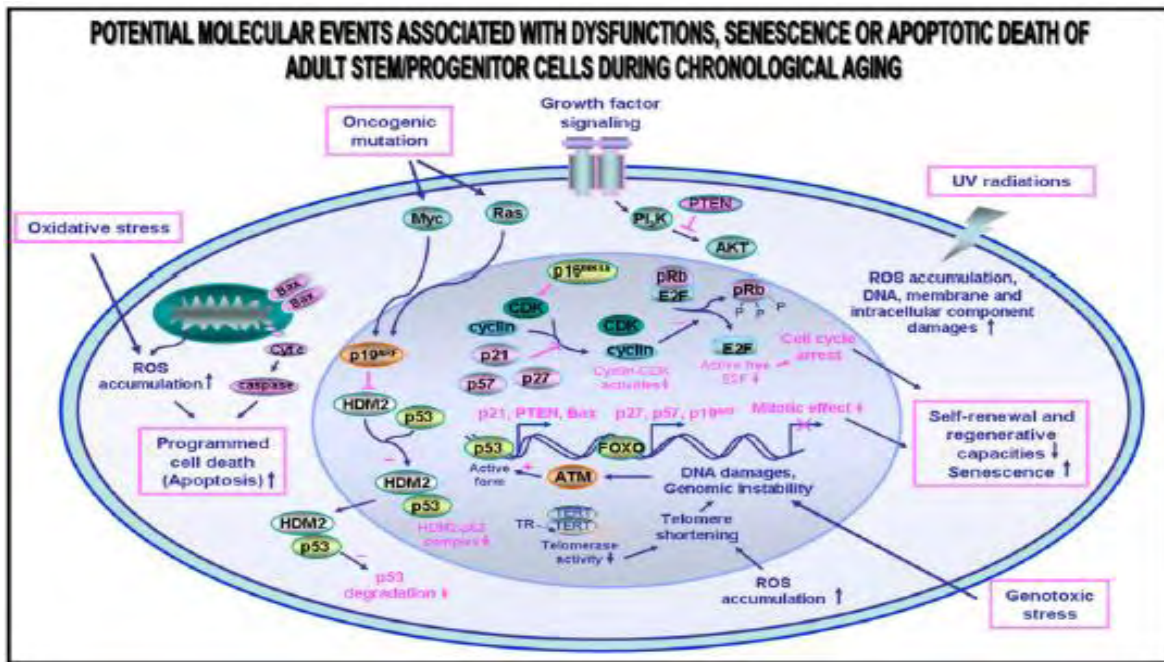 POTENTIAL MOLECULAR EVENTS ASSOCIATED WITH DYSFUNCTIONS, SENESCENCE OR APOPTOTIC DEATH OF
ADULT STEM/PROGENITOR CELLS DURING CHRONOLOGICAL AGING
Growth factor
signaling
Oncogenic
mutation
UV radiations
Oxidative stress
Myc
Ras
PI3K
PTEN
AKT
ROS accumulation,
DNA, membrane and
intracellular component
damages ↑
Bax
Bax
Cyt c
caspase
ROS
accumulation ↑
Programmed
cell death
(Apoptosis) ↑
p16
CDK
cyclin
p21
p57
p27
pRb
E2F
pRb
P P P
CDK
cyclin
Cyclin-CDK
activities ↓
E2F
Active free
E2F ↓
Cell cycle
arrest
p19ARF
HDM2
p53
HDM2
p53
HDM2-p53
complex ↓
HDM2
p53
p53
degradation ↓
p21, PTEN, Bax
p27, p57, p19ARF
Mitotic effect ↓
p53
Active
form
+
FOXO
ATM
DNA damages,
Genomic instability
TERT
TR
TERT
Telomerase
activity ↓
Telomere
shortening
ROS
accumulation ↑
Self-renewal and
regenerative
capacities ↓
Senescence ↑
Genotoxic
stress